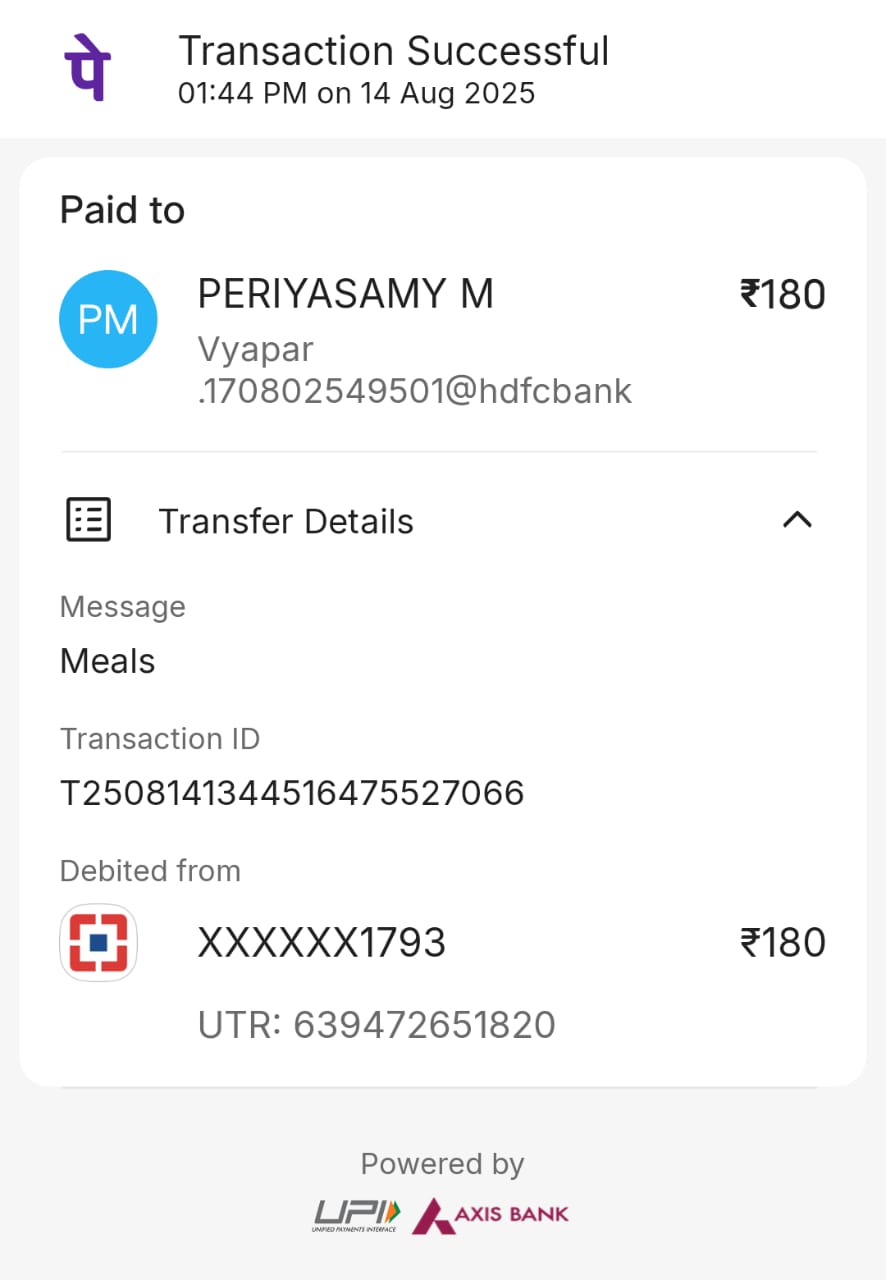 पे
Transaction Successful
01:44 PM on 14 Aug 2025
Paid to
PM
PERIYASAMY M
₹180
Vyapar
.170802549501@hdfcbank
Transfer Details
Message
Meals
Transaction ID
T2508141344516475527066
Debited from
XXXXXX1793
₹180
UTR: 639472651820
Powered by
UPI
UNIFIED PAYMENTS INTERFACE
AXIS BANK